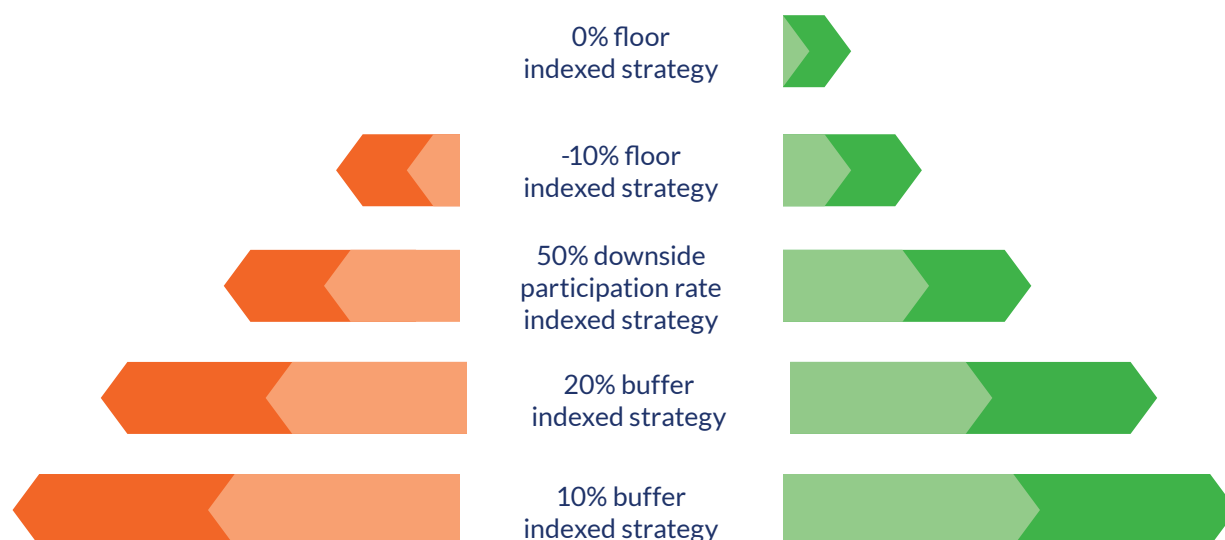 0% floor
indexed strategy
-10% floor
indexed strategy
50% downside
participation rate
indexed strategy
20% buffer
indexed strategy
10% buffer
indexed strategy